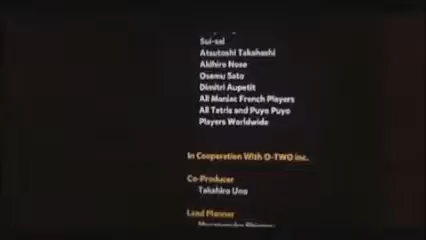 Sui-sai
Atsutoshi Takahashi
Akihiro Nose
Osamu Sato
Dimitri Aupetit
All Maniac French Players
All Tetris and Puyo Puyo
Players Worldwide
In Cooperation With O-TWO inc.
Co-Producer
Takahiro Uno
Lead Planner